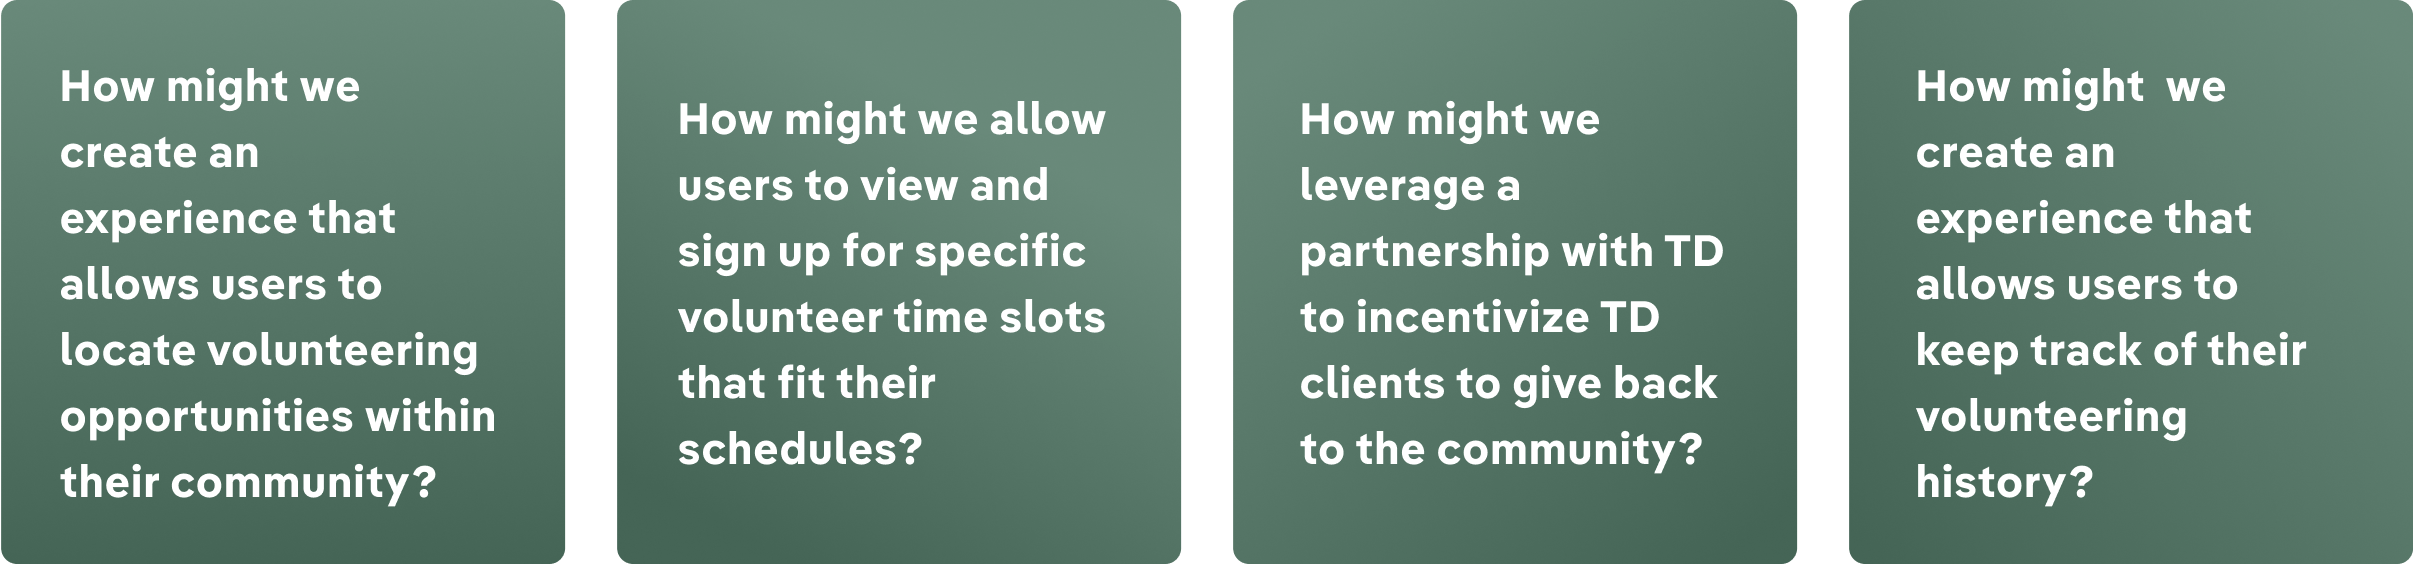 How might we
create an
experience that
allows users to
locate volunteering
opportunities within
their community?
How might we allow
users to view and
sign up for specific
volunteer time slots
that fit their
schedules?
How might we
leverage a
partnership with TD
to incentivize TD
clients to give back
to the community?
How might  we
create an
experience that
allows users to
keep track of their
volunteering
history?